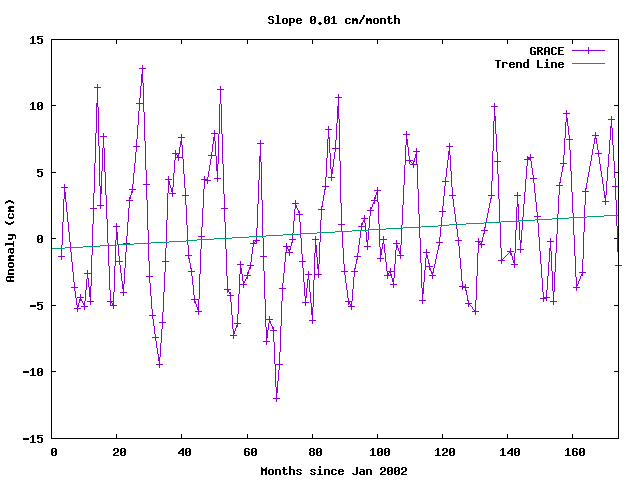 Slope 0.01 cm/month
GRACE
Trend Line
15
10
5
0
-5
-10
-15
Anomaly (cm)
0 20 40 60 80 100 120 140 160
Months since Jan 2002